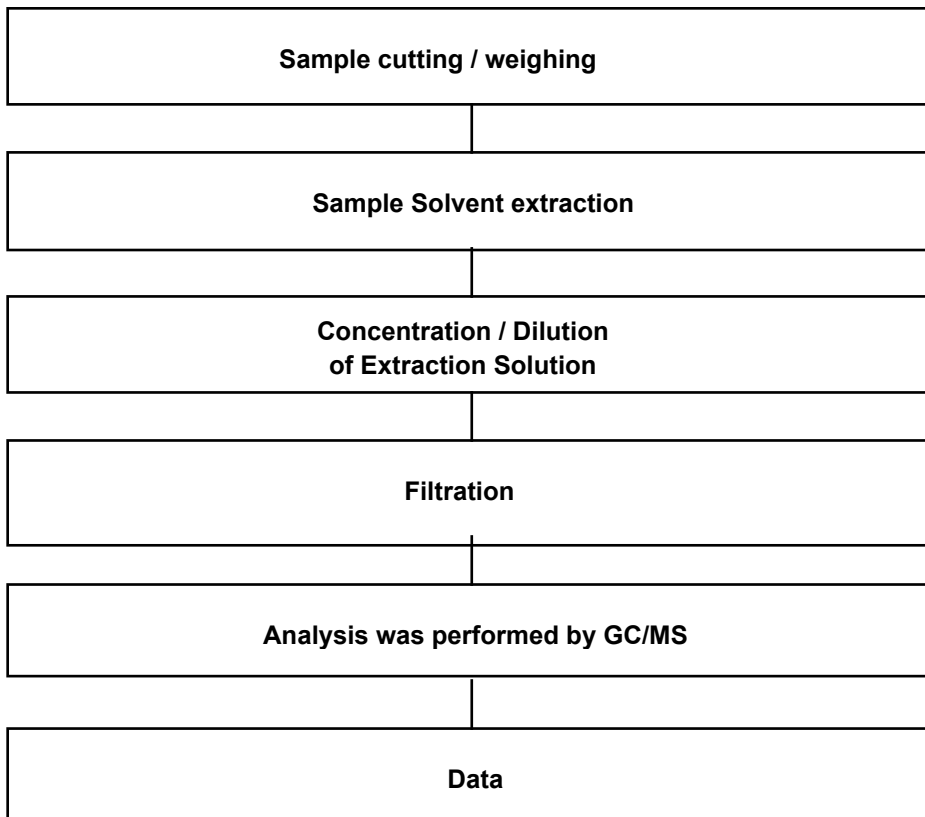 Sample cutting / weighing
Sample Solvent extraction
Concentration / Dilution
of Extraction Solution
Filtration
Analysis was performed by GC/MS
Data